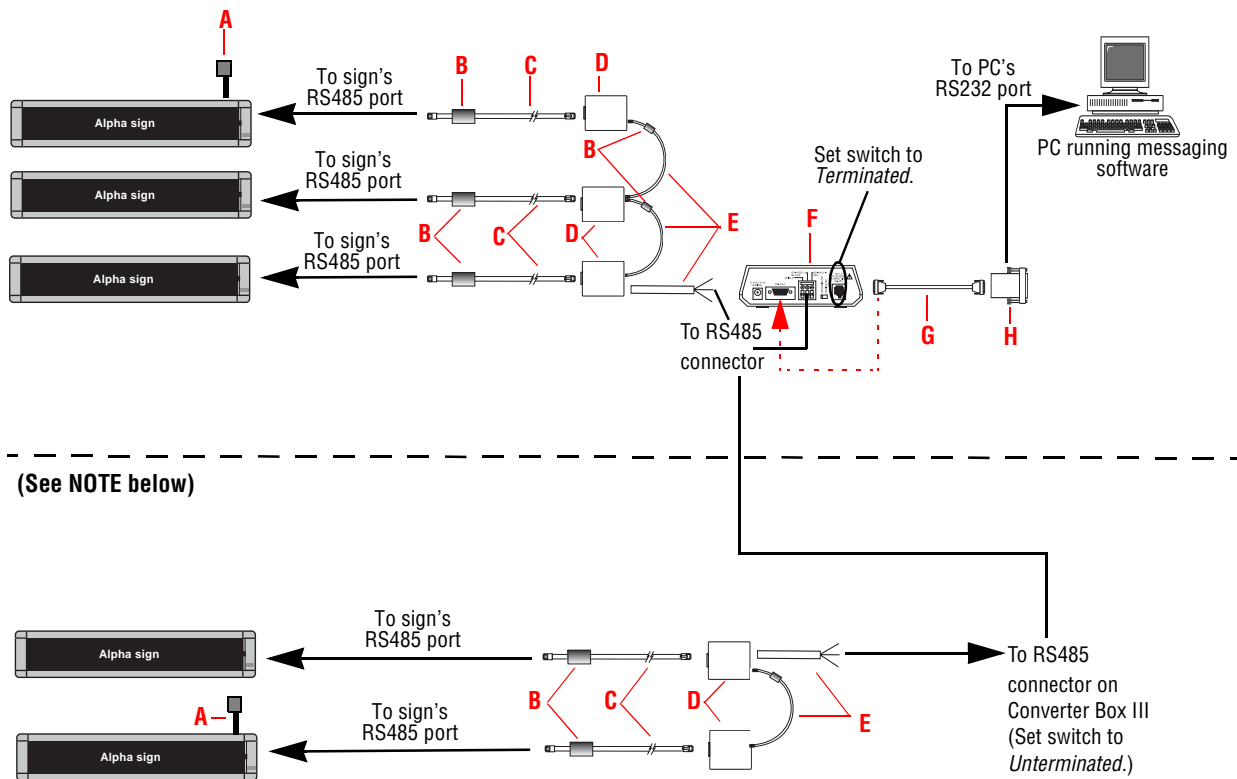 A
To sign's
RS485 port
B
C
D
To PC's
RS232 port
Alpha sign
B
PC running messaging
software
Set switch to
Terminated.
To sign's
RS485 port
Alpha sign
B
C
D
E
F
To sign's
RS485 port
Alpha sign
To RS485
connector
G
H
(See NOTE below)
To sign's
RS485 port
Alpha sign
To RS485
connector on
Converter Box III
(Set switch to
Unterminated.)
B
C
D
E
A
To sign's
RS485 port
Alpha sign